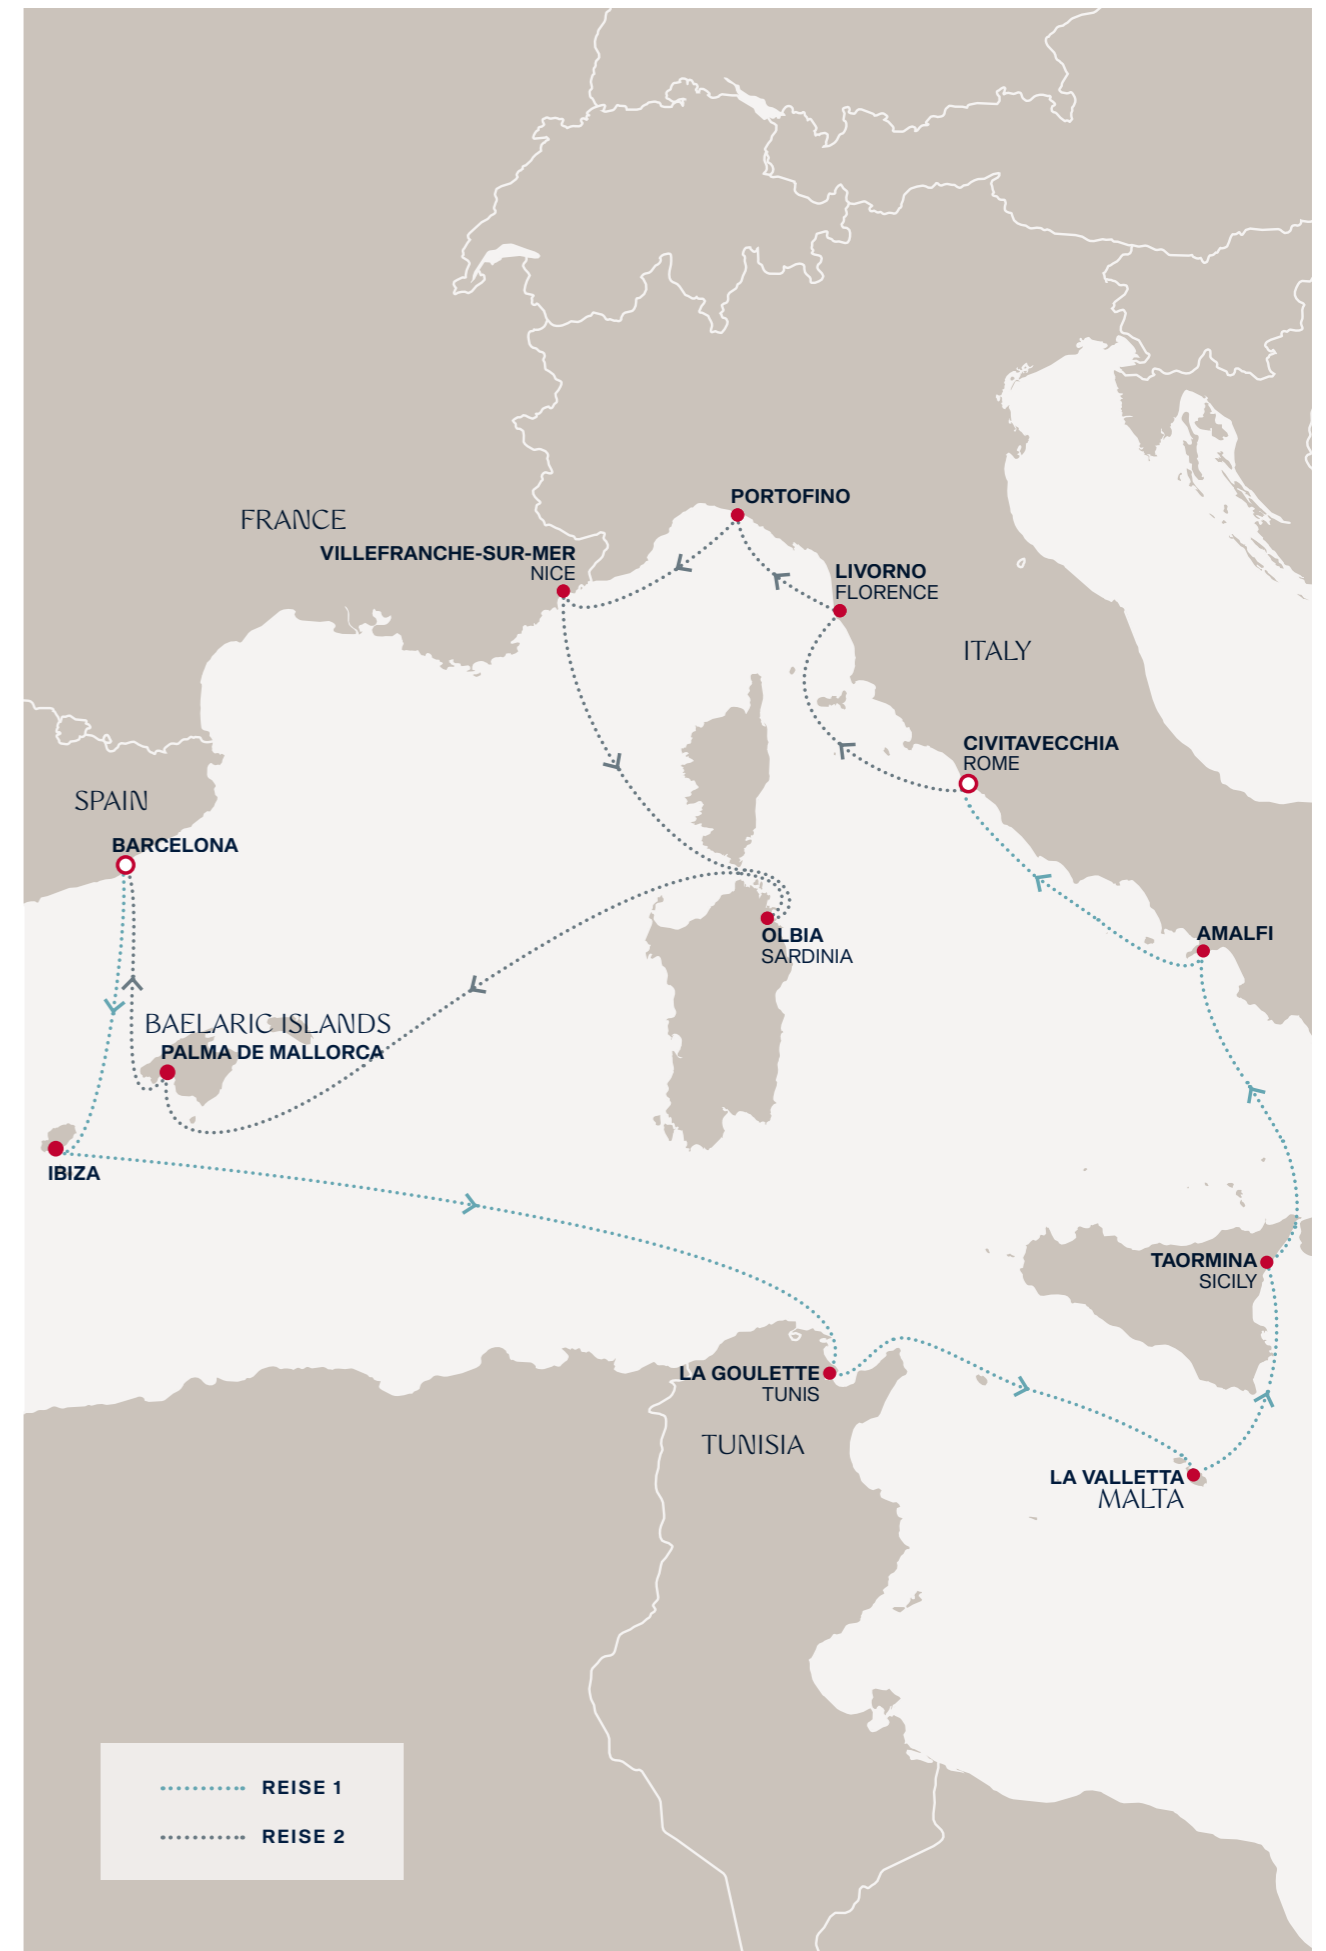 PORTOFINO
FRANCE
VILLEFRANCHE-SUR-MER
NICE
LIVORNO
FLORENCE
ITALY
CIVITAVECCHIA
ROME
SPAIN
BARCELONA
AMALFI
OLBIA
SARDINIA
BAELARIC ISLANDS
PALMA DE MALLORCA
IBIZA
TAORMINA
SICILY
LA GOULETTE
TUNIS
TUNISIA
LA VALLETTA
MALTA
REISE 1
REISE 2